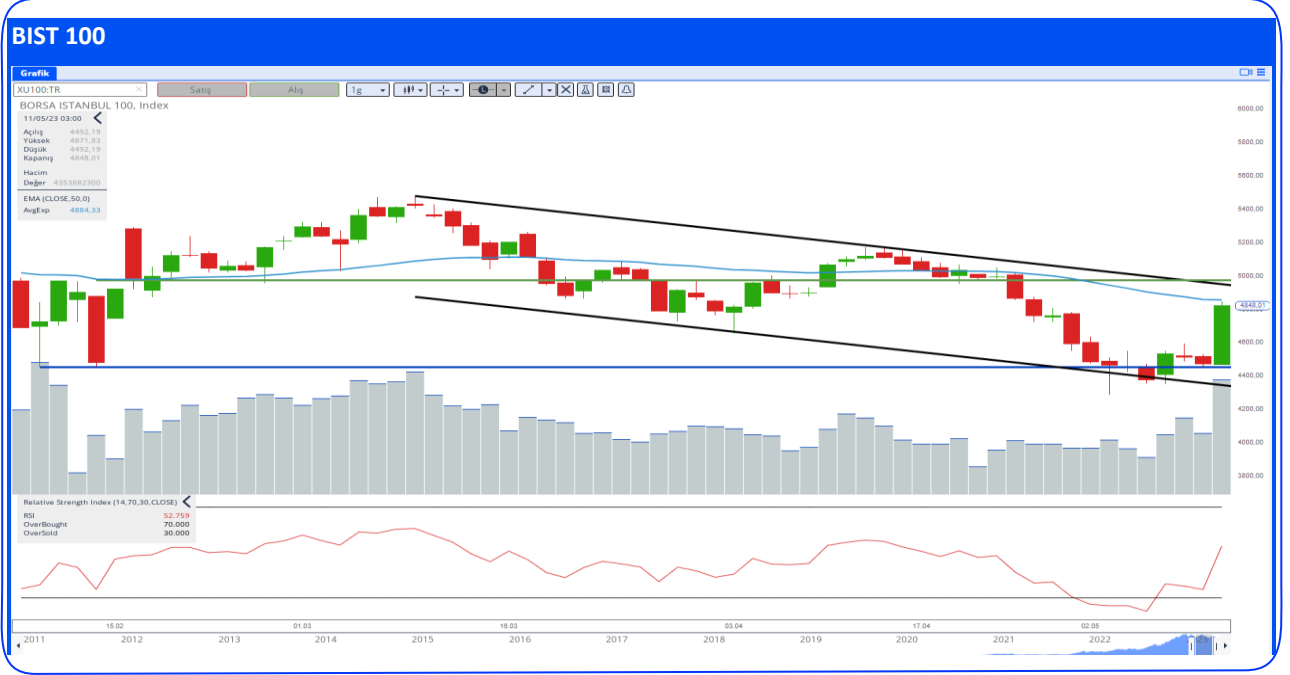 BIST 100
Grafik
XU100:TR
Satış
Alış
1g
L
BORSA ISTANBUL 100, Index
11/05/23 03:00
Açılış 4492,19
Yüksek 4871,83
Düşük 4492,19
Kapanış 4848,01
Hacim
Değer 4353882300
EMA (CLOSE,50,0)
AvgExp 4884,33
6000,00
5800,00
5600,00
5400,00
5200,00
5000,00
4848,01
4600,00
4400,00
4200,00
4000,00
3800,00
Relative Strength Index (14,70,30,CLOSE)
RSI 52.759
OverBought 70.000
OverSold 30.000
15.02 01.03 16.03 03.04 17.04 02.05
2011 2012 2013 2014 2015 2016 2017 2018 2019 2020 2021 2022